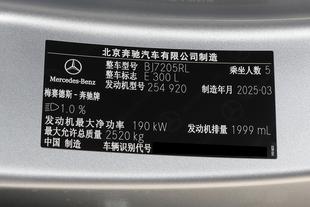 北京奔驰汽车有限公司制造
整车型号 BJ7205RL 乘坐人数 5
整车标志 E 300 L
发动机型号 254 920 制造年月 2025-03
Mercedes-Benz
梅赛德斯-奔驰牌
1.0 %
发动机最大净功率 190 kW 发动机排量 1999 mL
最大允许总质量 2520 kg
中国 车辆识别代号